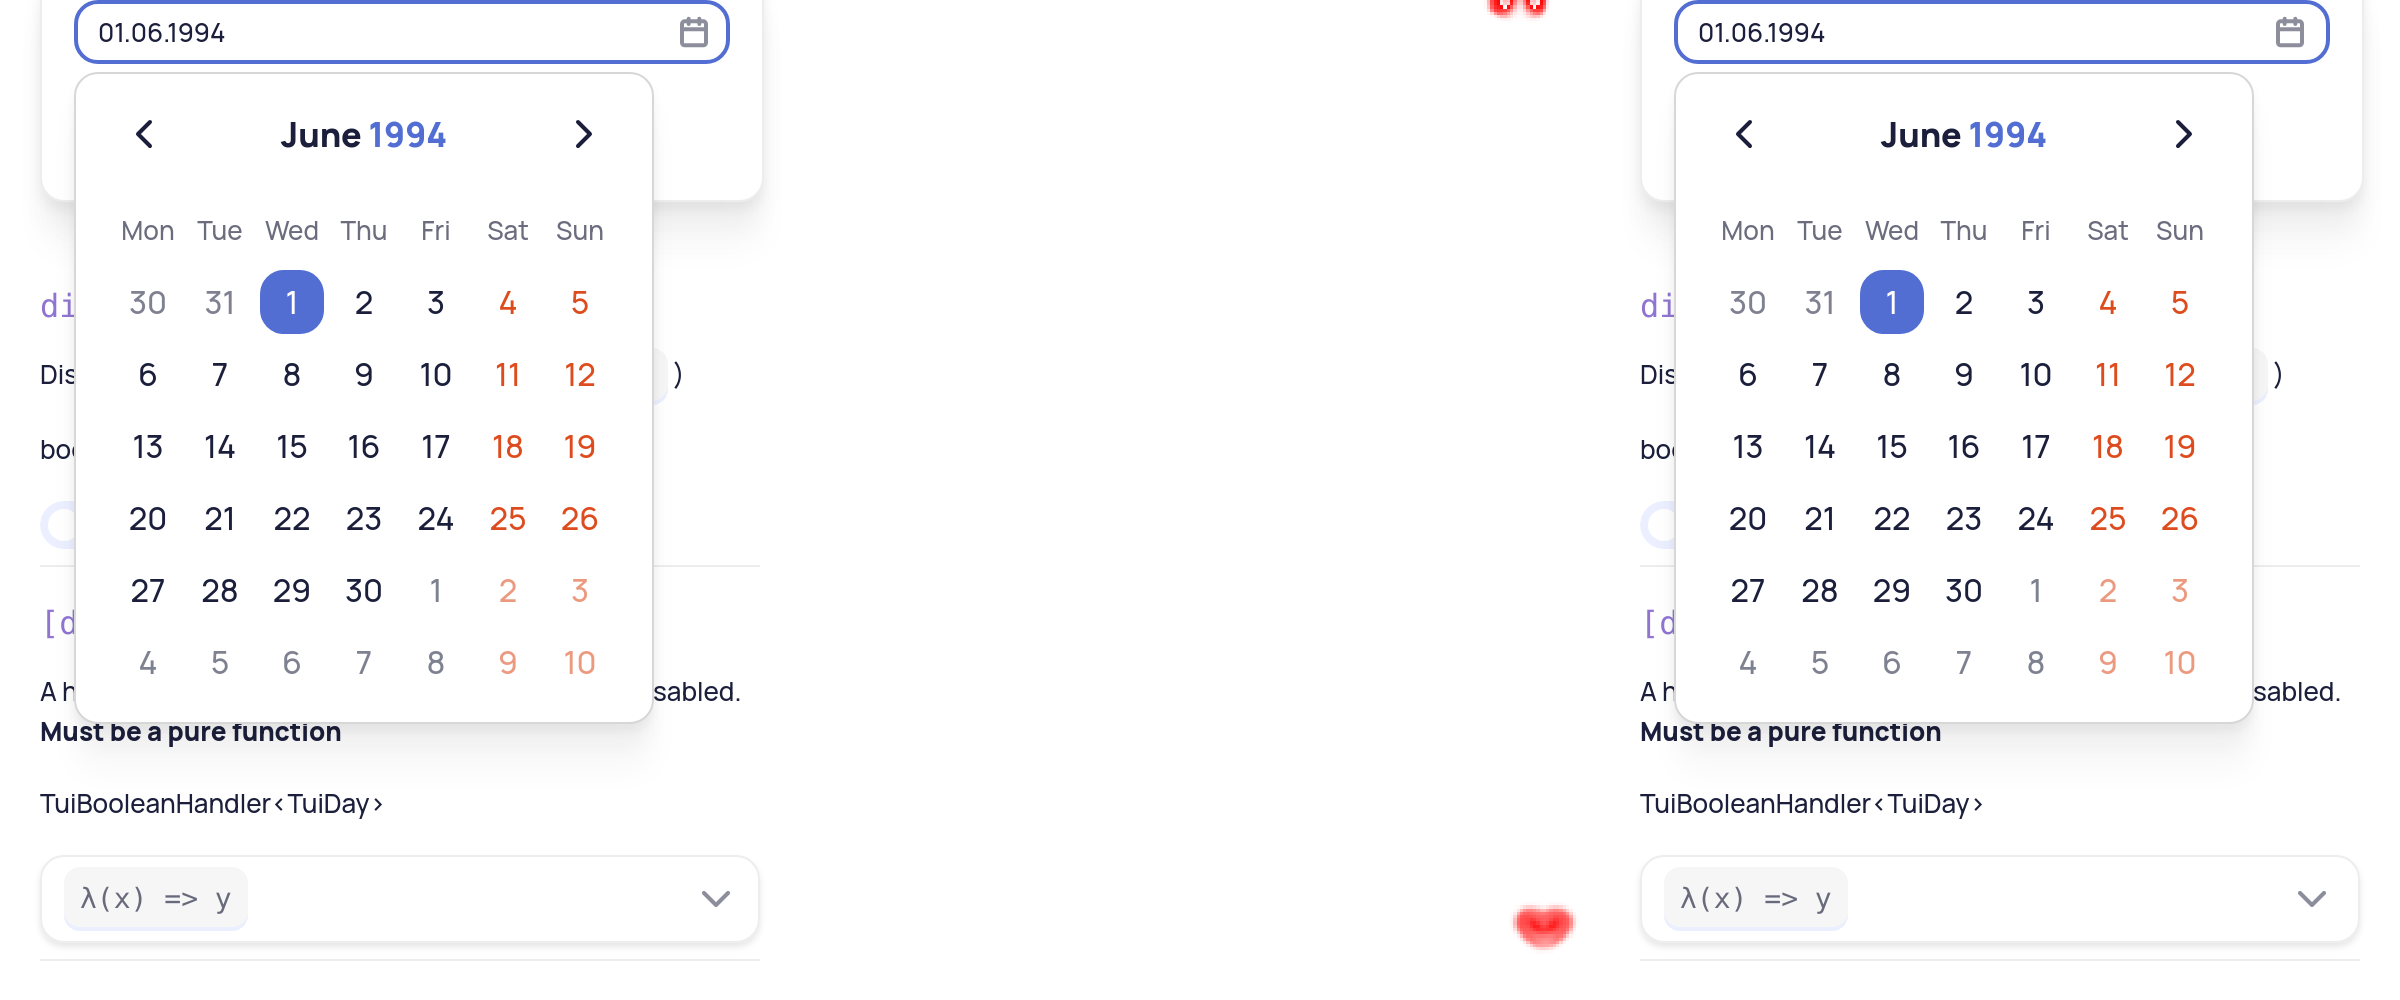 01.06.1994
June 1994
Mon Tue Wed Thu Fri Sat Sun
30 31 1 2 3 4 5
6 7 8 9 10 11 12
13 14 15 16 17 18 19
20 21 22 23 24 25 26
27 28 29 30 1 2 3
4 5 6 7 8 9 10
di
Dis )
boo
[d
A h sabled.
Must be a pure function
TuiBooleanHandler<TuiDay>
λ(x) => y
01.06.1994
June 1994
Mon Tue Wed Thu Fri Sat Sun
30 31 1 2 3 4 5
6 7 8 9 10 11 12
13 14 15 16 17 18 19
20 21 22 23 24 25 26
27 28 29 30 1 2 3
4 5 6 7 8 9 10
di
Dis )
boo
[d
A h sabled.
Must be a pure function
TuiBooleanHandler<TuiDay>
λ(x) => y